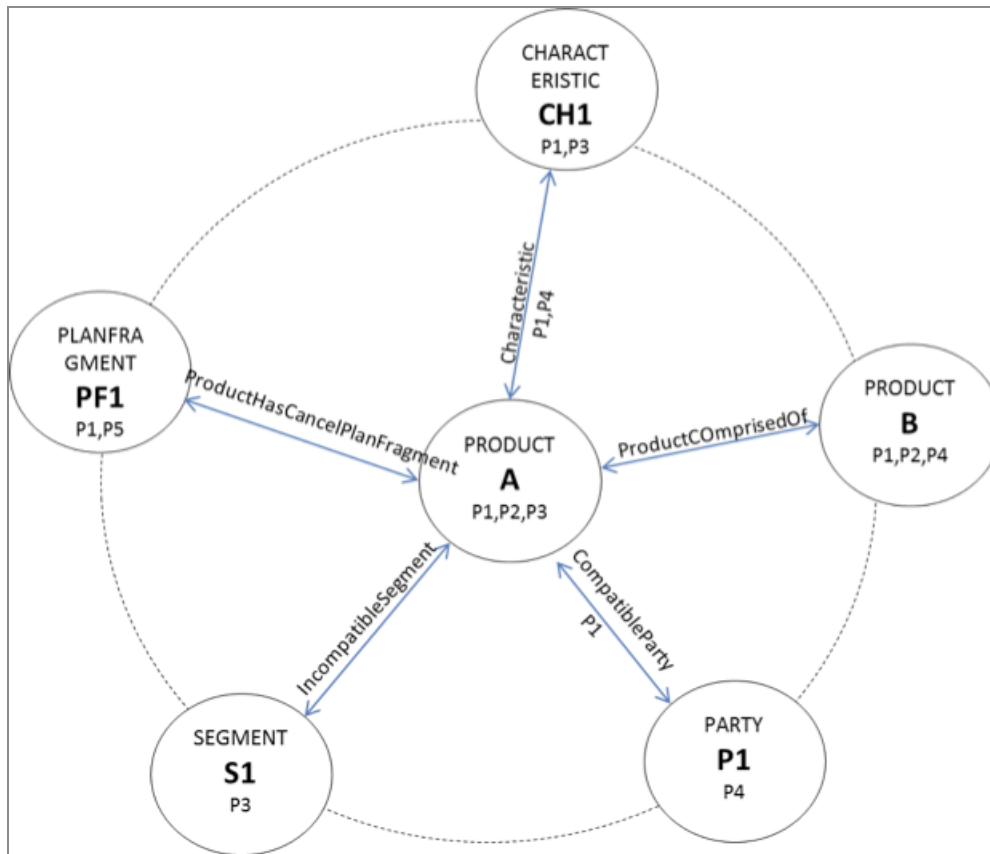 CHARACT
ERISTIC
CH1
P1,P3
Characteristic
P1,P4
PLANFRA
GMENT
PF1
P1,P5
ProductHasCancelPlanFragment
PRODUCT
A
P1,P2,P3
ProductCOmprisedOf
PRODUCT
B
P1,P2,P4
IncompatibleSegment
CompatibleParty
P1
SEGMENT
S1
P3
PARTY
P1
P4